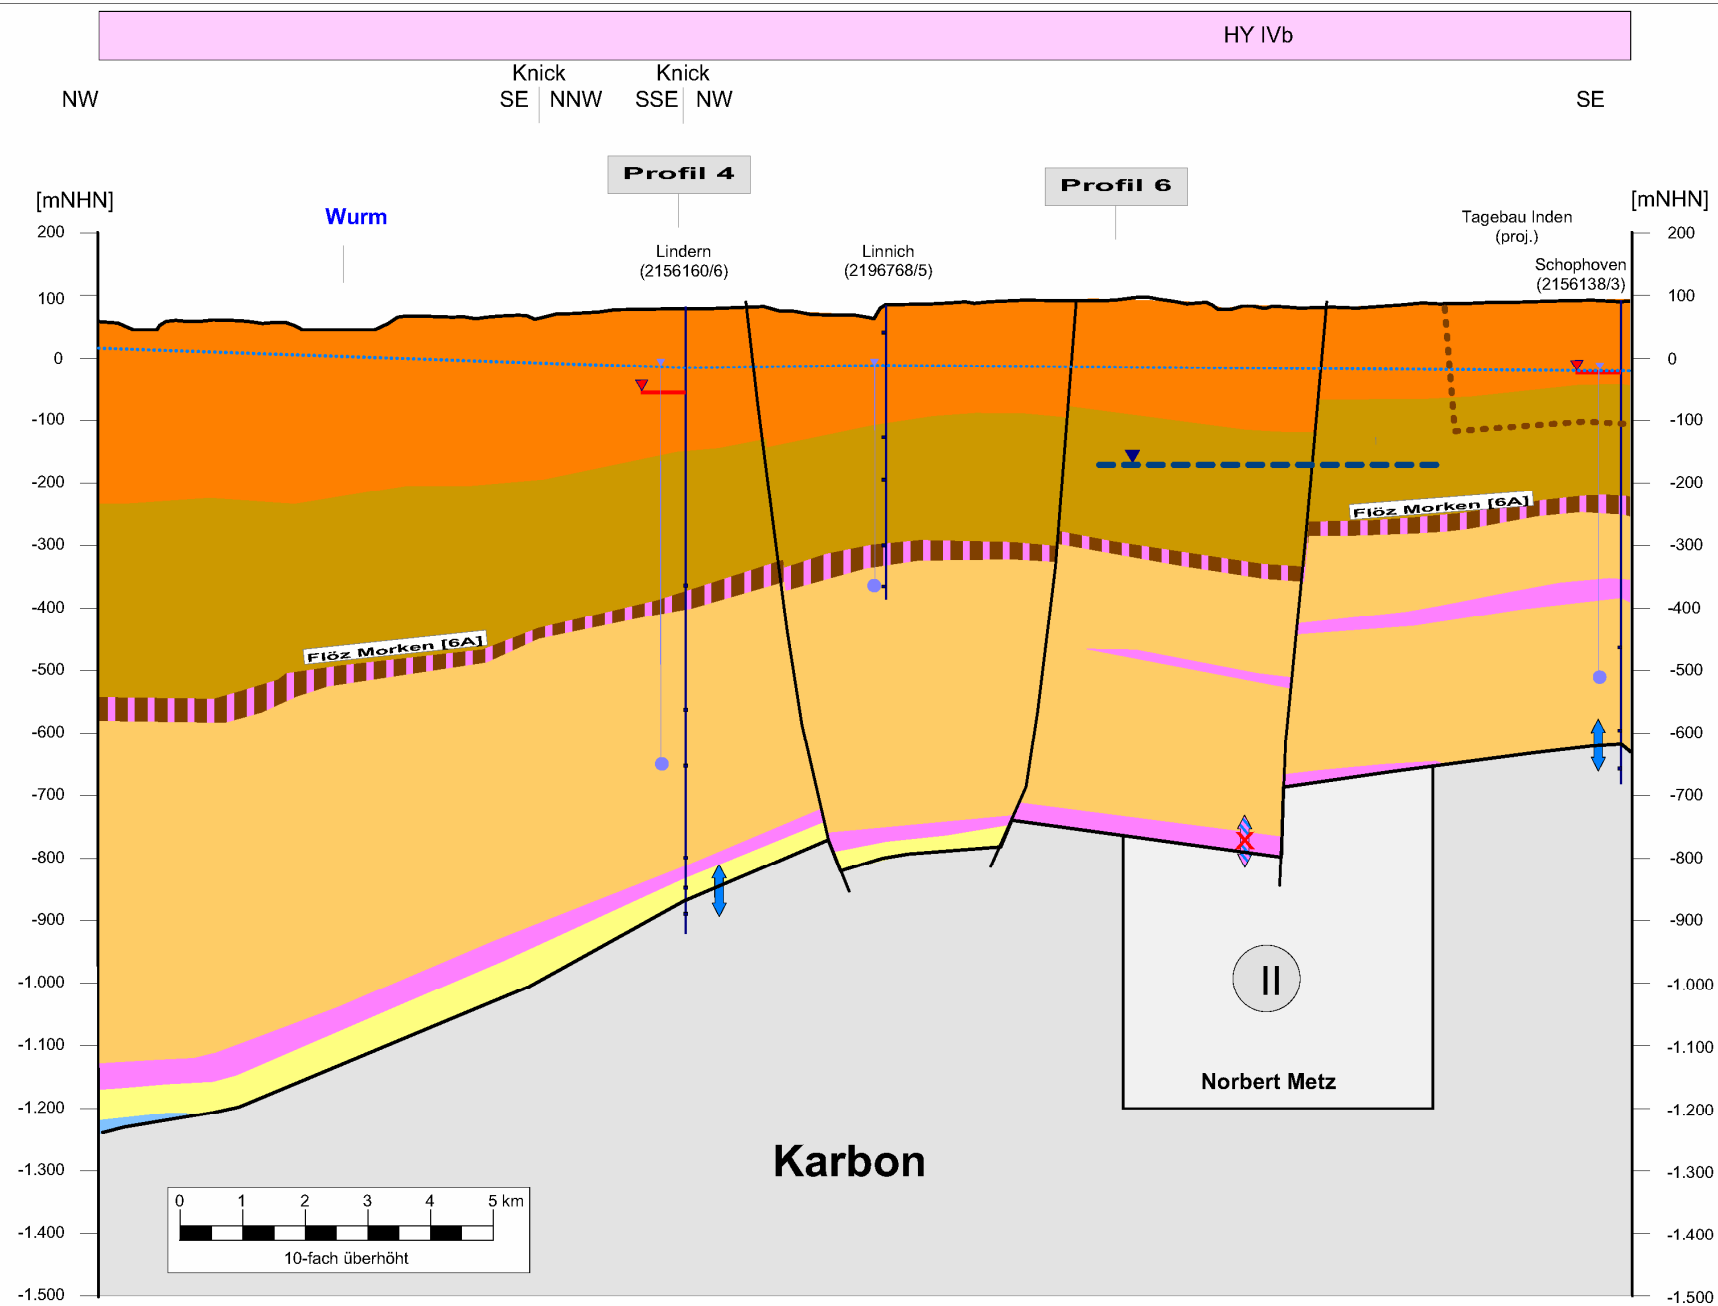 HY IVb
Knick Knick
NW SE NNW SSE NW SE
Profil 4
Profil 6
[mNHN] [mNHN]
Wurm
Tagebau Inden
(proj.)
Lindern
(2156160/6)
Linnich
(2196768/5)
Schophoven
(2156138/3)
200 200
100 100
0 0
-100 -100
-200 -200
Flöz Morken [6A]
-300 -300
-400 -400
Flöz Morken [6A]
-500 -500
-600 -600
-700 -700
-800 -800
-900 -900
-1.000 -1.000
II
-1.100 -1.100
Norbert Metz
-1.200 -1.200
Karbon
-1.300 -1.300
0 1 2 3 4 5 km
-1.400 -1.400
10-fach überhöht
-1.500 -1.500